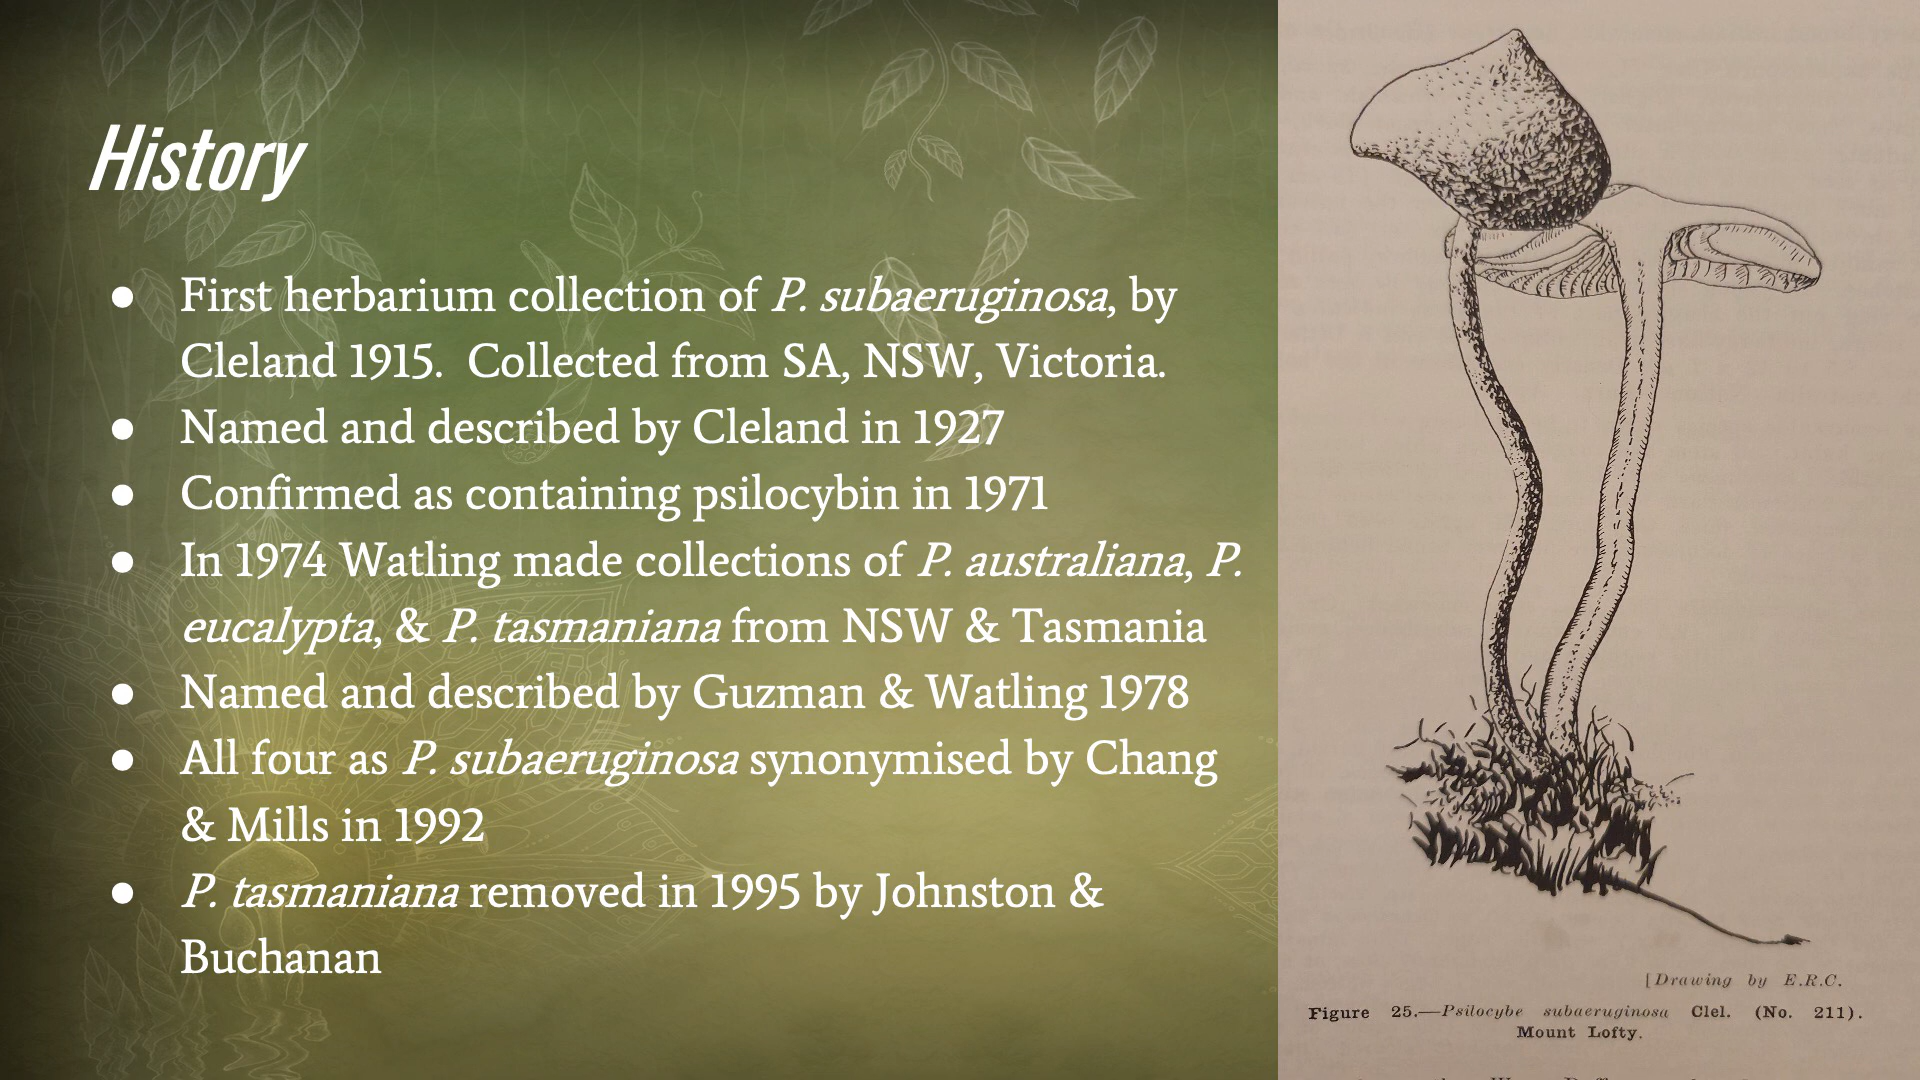 History
● First herbarium collection of P. subaeruginosa, by
Cleland 1915.  Collected from SA, NSW, Victoria.
● Named and described by Cleland in 1927
● Confirmed as containing psilocybin in 1971
● In 1974 Watling made collections of P. australiana, P.
eucalypta, & P. tasmaniana from NSW & Tasmania
● Named and described by Guzman & Watling 1978
● All four as P. subaeruginosa synonymised by Chang
& Mills in 1992
● P. tasmaniana removed in 1995 by Johnston &
Buchanan
[Drawing by E.R.C.
Figure 25.—Psilocybe subaeruginosa Clel. (No. 211).
Mount Lofty.